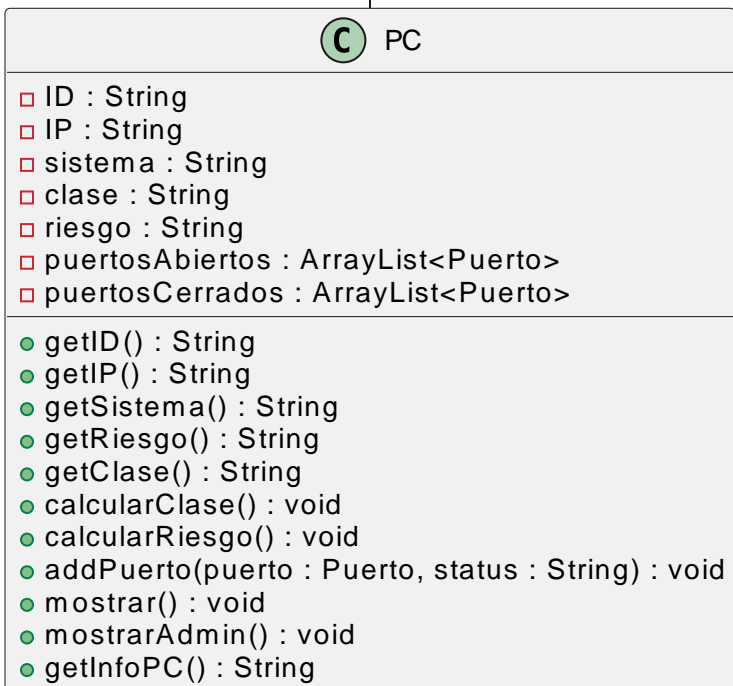 C PC
ID : String
IP : String
sistema : String
clase : String
riesgo : String
puertosAbiertos : ArrayList<Puerto>
puertosCerrados : ArrayList<Puerto>
getID() : String
getIP() : String
getSistema() : String
getRiesgo() : String
getClase() : String
calcularClase() : void
calcularRiesgo() : void
addPuerto(puerto : Puerto, status : String) : void
mostrar() : void
mostrarAdmin() : void
getInfoPC() : String